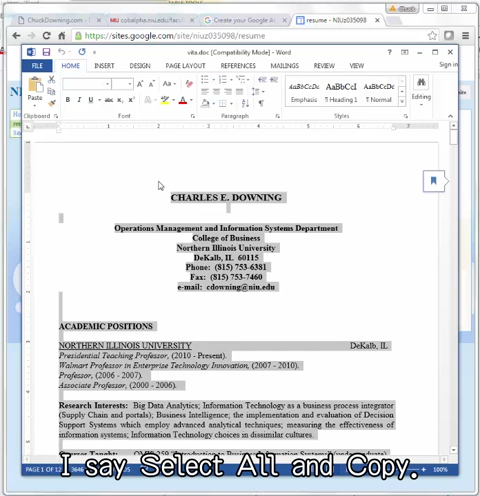 Chuck
ChuckDowning.com
cobalpha.niu.edu/facul
Create your Google A
resume - NIUz035098
https://sites.google.com/site/niuz035098/resume
vita.doc [Compatibility Mode] - Word
FILE HOME INSERT DESIGN PAGE LAYOUT REFERENCES MAILINGS REVIEW VIEW Sign in
Paste
AaBbCcDc AaBbCcI AaBbCcDc
Emphasis ¶ Heading 1 ¶ Normal
Editing
Clipboard Font Paragraph Styles
CHARLES E. DOWNING
Operations Management and Information Systems Department
College of Business
Northern Illinois University
DeKalb, IL 60115
Phone: (815) 753-6381
Fax: (815) 753-7460
e-mail: cdowning@niu.edu
ACADEMIC POSITIONS
NORTHERN ILLINOIS UNIVERSITY DeKalb, IL
Presidential Teaching Professor, (2010 - Present).
Walmart Professor in Enterprise Technology Innovation, (2007 - 2010).
Professor, (2006 - 2007).
Associate Professor, (2000 - 2006).
Research Interests: Big Data Analytics; Information Technology as a business process integrator
(Supply Chain and portals); Business Intelligence; the implementation and evaluation of Decision
Support Systems which employ advanced analytical techniques; measuring the effectiveness of
information systems; Information Technology choices in dissimilar cultures.
PAGE 1 OF 12 100%
I say Select All and Copy.